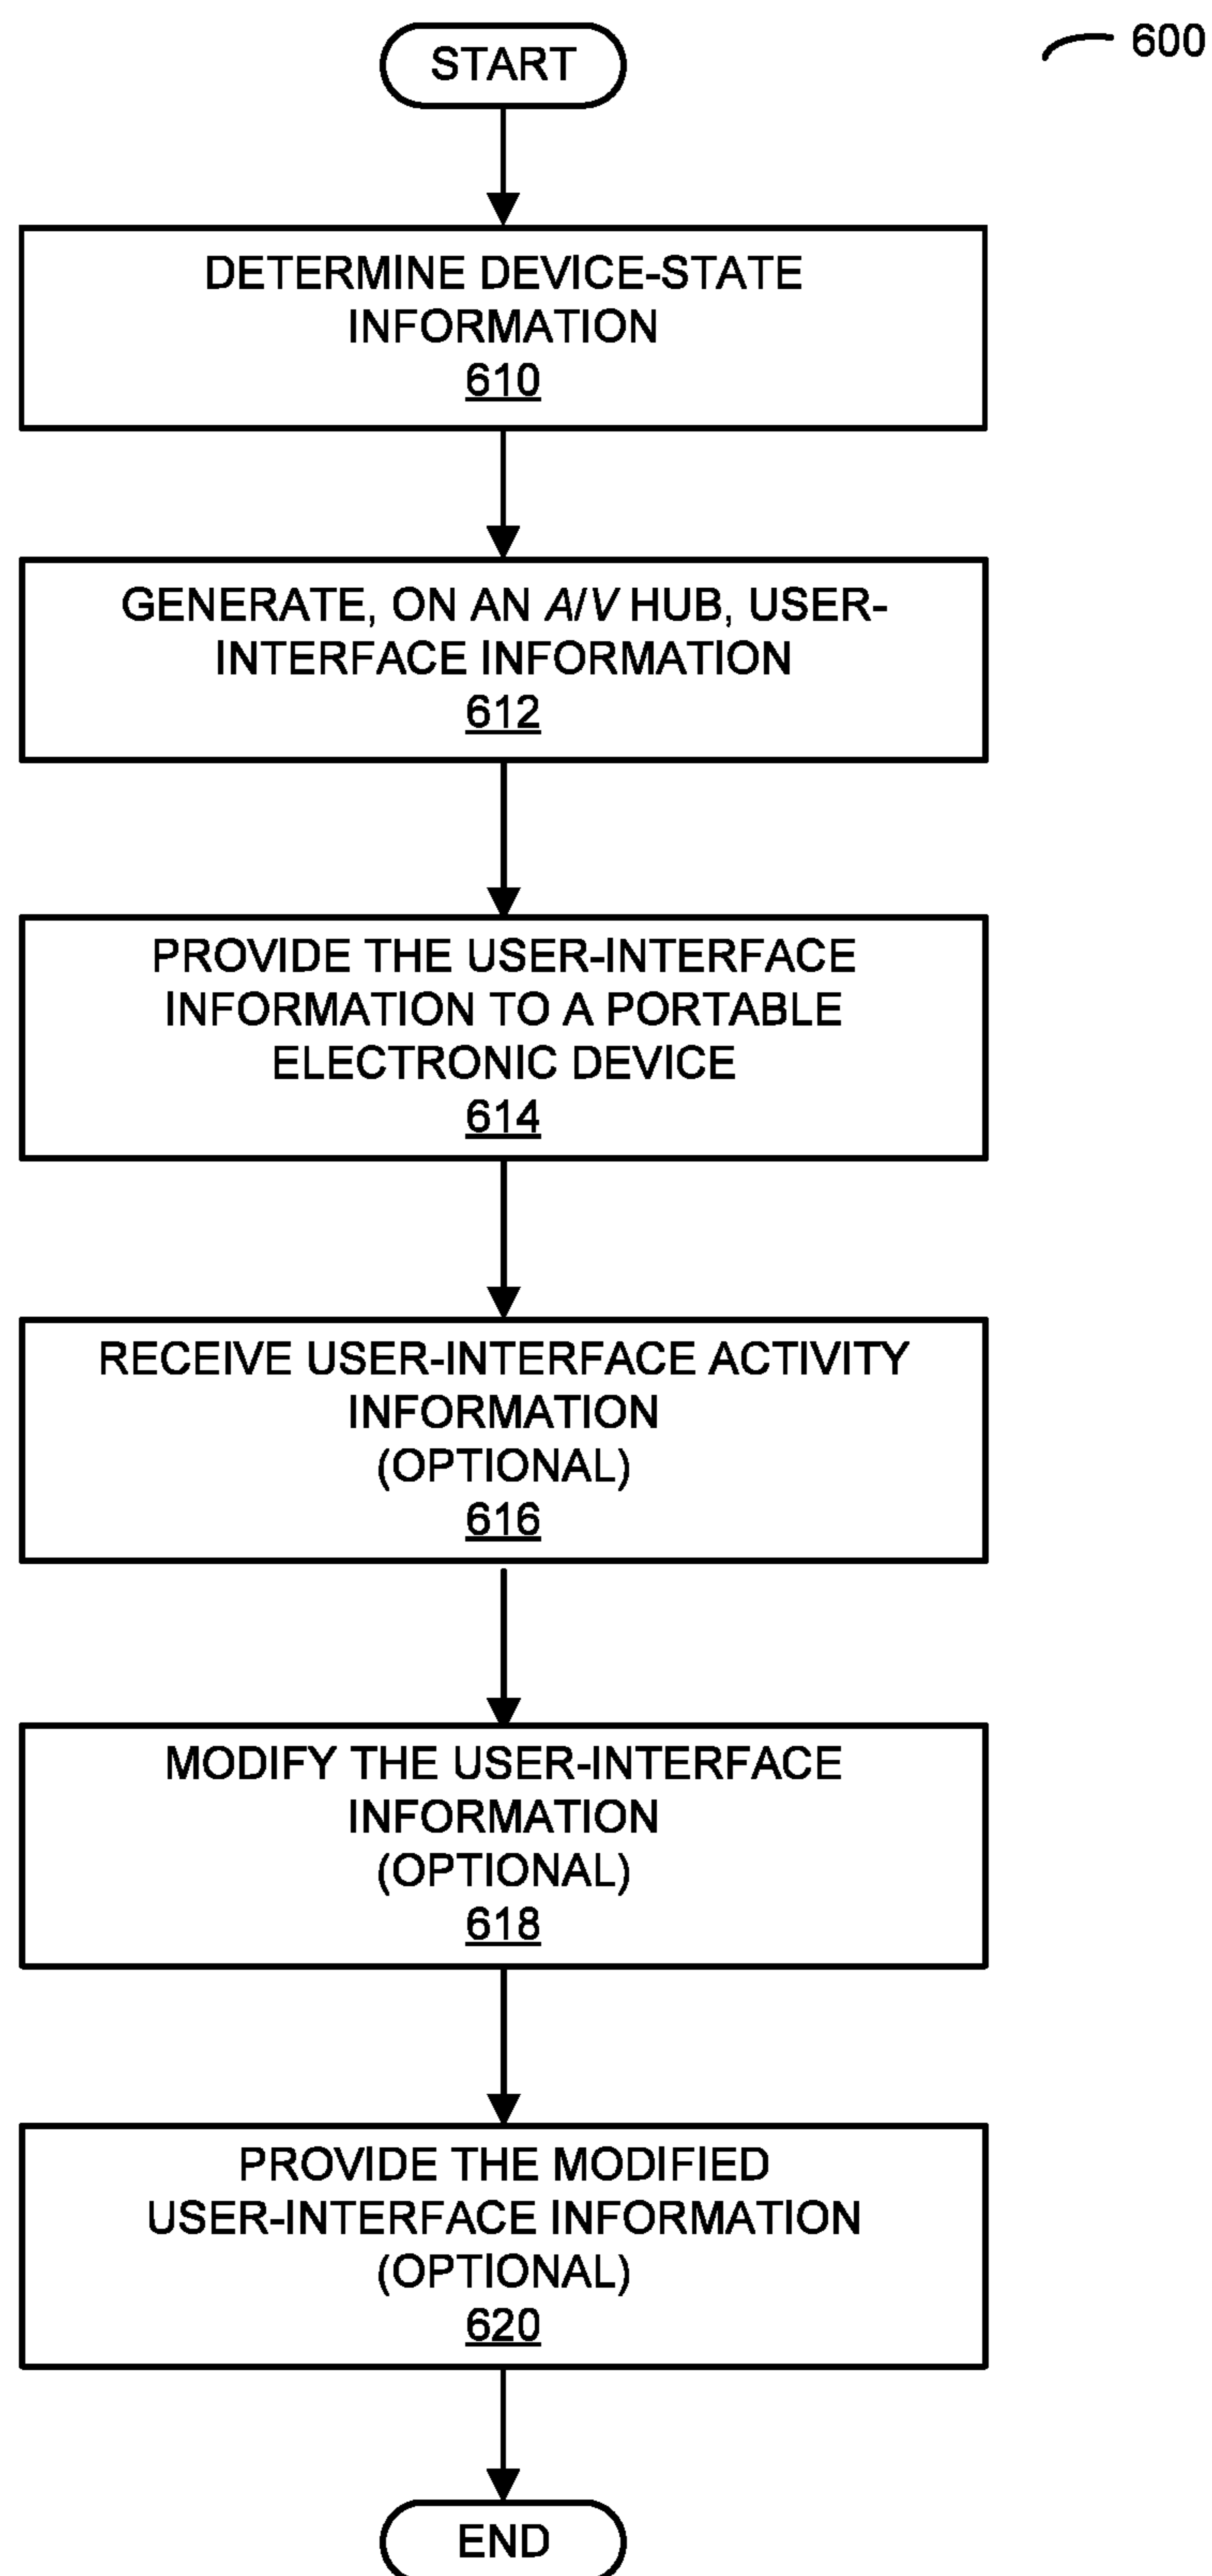 START
600
DETERMINE DEVICE-STATE
INFORMATION
610
GENERATE, ON AN A/V HUB, USER-
INTERFACE INFORMATION
612
PROVIDE THE USER-INTERFACE
INFORMATION TO A PORTABLE
ELECTRONIC DEVICE
614
RECEIVE USER-INTERFACE ACTIVITY
INFORMATION
(OPTIONAL)
616
MODIFY THE USER-INTERFACE
INFORMATION
(OPTIONAL)
618
PROVIDE THE MODIFIED
USER-INTERFACE INFORMATION
(OPTIONAL)
620
END